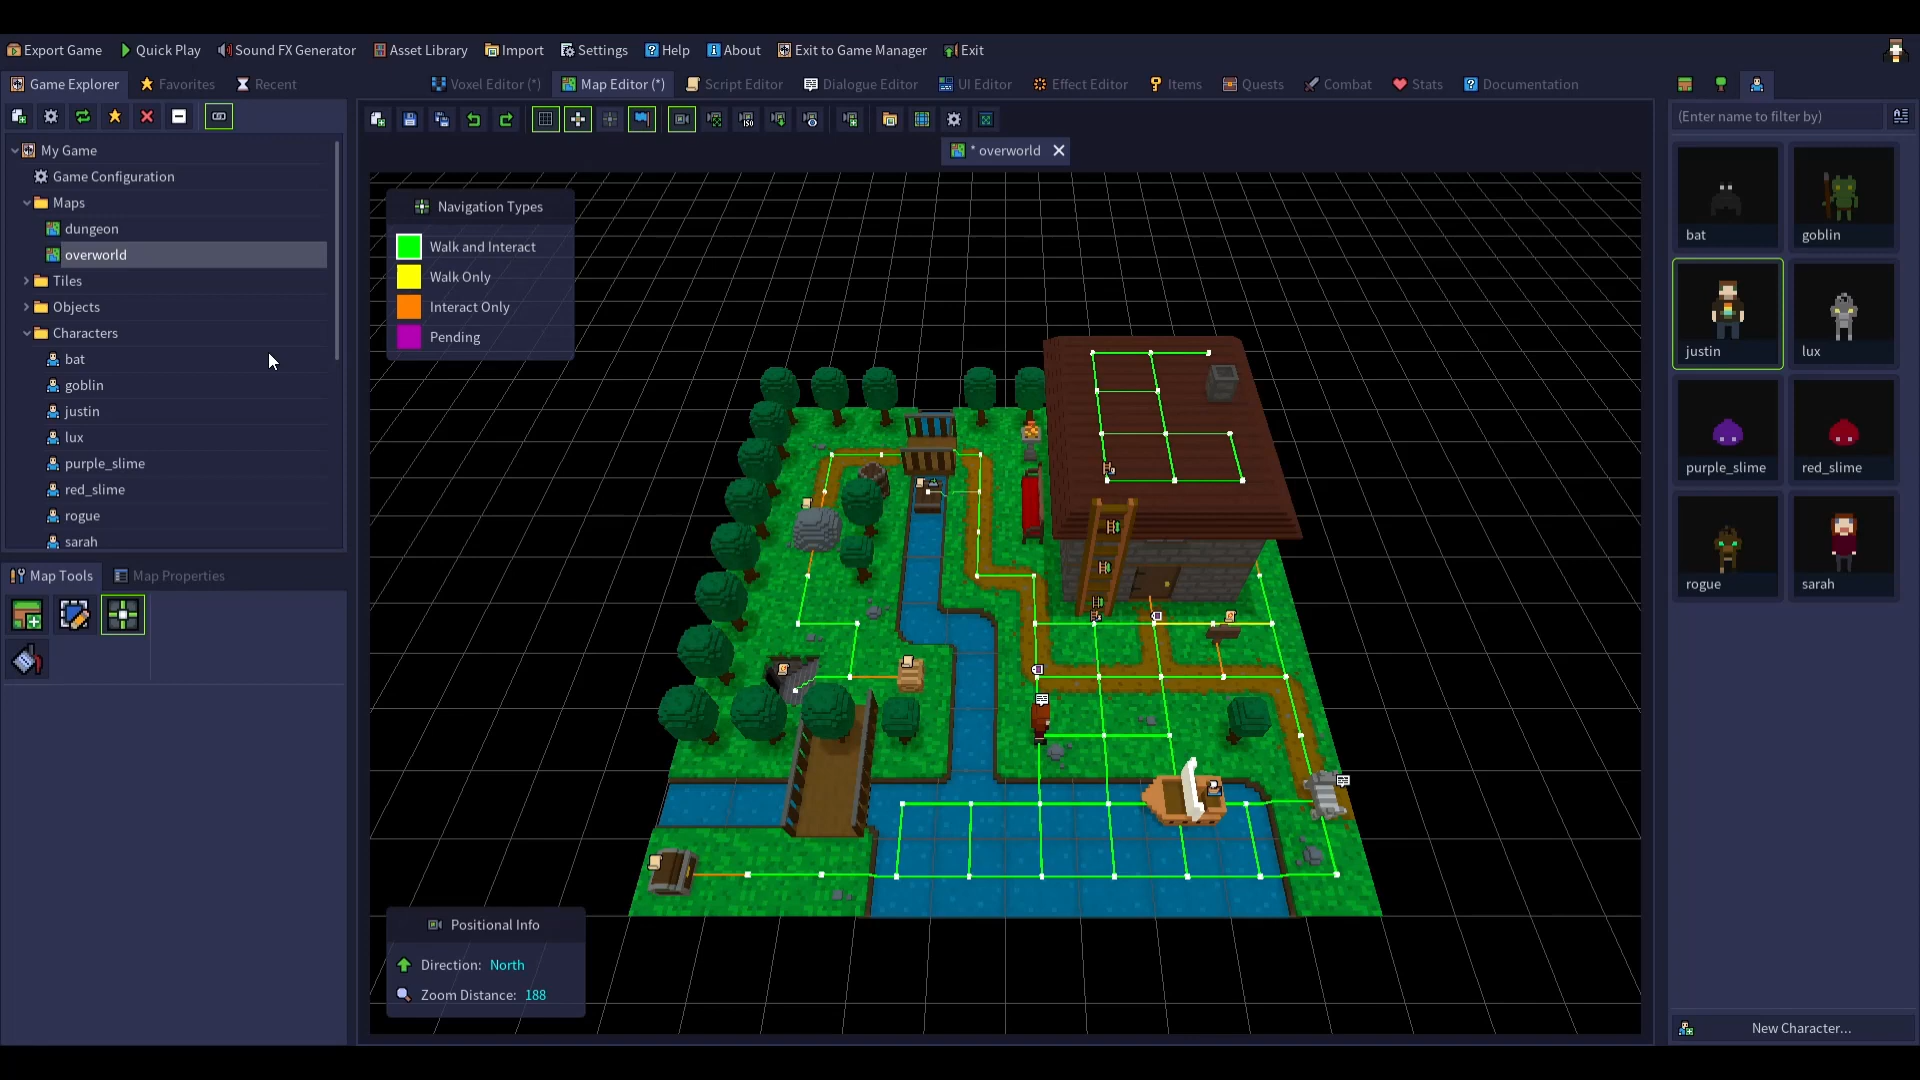 Export Game Quick Play Sound FX Generator Asset Library Import Settings Help About Exit to Game Manager Exit
Game Explorer Favorites Recent Voxel Editor (*) Map Editor (*) Script Editor Dialogue Editor UI Editor Effect Editor Items Quests Combat Stats Documentation
(Enter name to filter by)
* overworld
My Game
Game Configuration
Maps
dungeon
overworld
Tiles
Objects
Characters
bat
goblin
justin
lux
purple_slime
red_slime
rogue
sarah
Map Tools Map Properties
Navigation Types
Walk and Interact
Walk Only
Interact Only
Pending
Positional Info
Direction: North
Zoom Distance: 188
bat goblin
justin lux
purple_slime red_slime
rogue sarah
New Character...